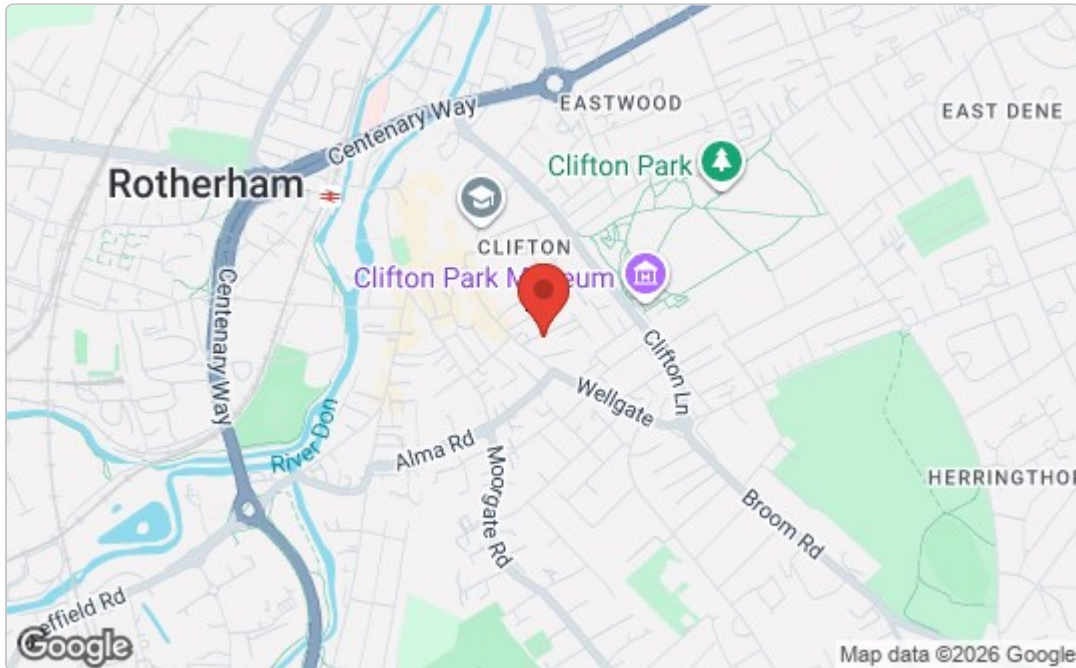 Centenary Way
EASTWOOD
EAST DENE
Clifton Park
Rotherham
CLIFTON
Clifton Park M
eum
Centenary Way
Clifton Ln
Wellgate
River Don
Alma Rd
Moorgate Rd
HERRINGTHO
Broom Rd
effield Rd
Google
Map data ©2026 Google